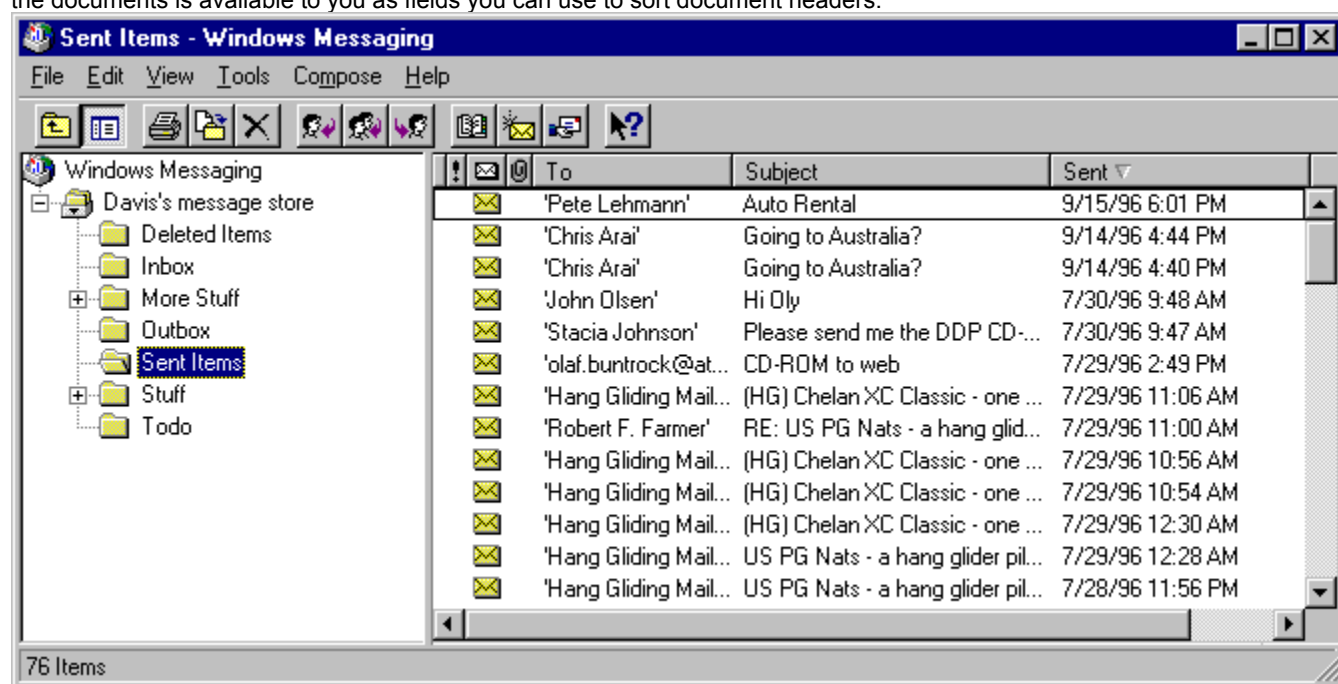 the documents is available to you as fields you can use to sort document headers.
Sent Items - Windows Messaging
File Edit View Tools Compose Help
Windows Messaging
Davis's message store
Deleted Items
Inbox
More Stuff
Outbox
Sent Items
Stuff
Todo
To Subject Sent
'Pete Lehmann' Auto Rental 9/15/96 6:01 PM
'Chris Arai' Going to Australia? 9/14/96 4:44 PM
'Chris Arai' Going to Australia? 9/14/96 4:40 PM
'John Olsen' Hi Oly 7/30/96 9:48 AM
'Stacia Johnson' Please send me the DDP CD-... 7/30/96 9:47 AM
'olaf.buntrock@at... CD-ROM to web 7/29/96 2:49 PM
'Hang Gliding Mail... (HG) Chelan XC Classic - one ... 7/29/96 11:06 AM
'Robert F. Farmer' RE: US PG Nats - a hang glid... 7/29/96 11:00 AM
'Hang Gliding Mail... (HG) Chelan XC Classic - one ... 7/29/96 10:56 AM
'Hang Gliding Mail... (HG) Chelan XC Classic - one ... 7/29/96 10:54 AM
'Hang Gliding Mail... (HG) Chelan XC Classic - one ... 7/29/96 12:30 AM
'Hang Gliding Mail... US PG Nats - a hang glider pil... 7/29/96 12:28 AM
'Hang Gliding Mail... US PG Nats - a hang glider pil... 7/28/96 11:56 PM
76 Items